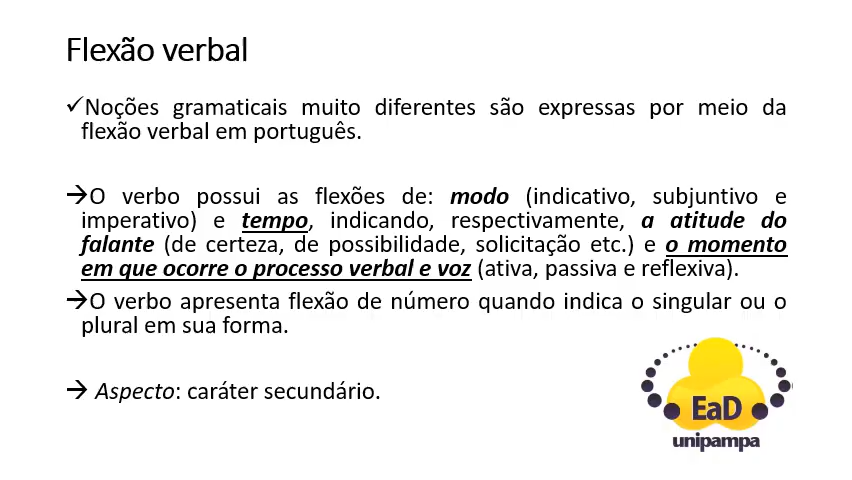 Flexão verbal
✓Noções gramaticais muito diferentes são expressas por meio da
flexão verbal em português.
→O verbo possui as flexões de: modo (indicativo, subjuntivo e
imperativo) e tempo, indicando, respectivamente, a atitude do
falante (de certeza, de possibilidade, solicitação etc.) e o momento
em que ocorre o processo verbal e voz (ativa, passiva e reflexiva).
→O verbo apresenta flexão de número quando indica o singular ou o
plural em sua forma.
→ Aspecto: caráter secundário.
EaD
unipampa